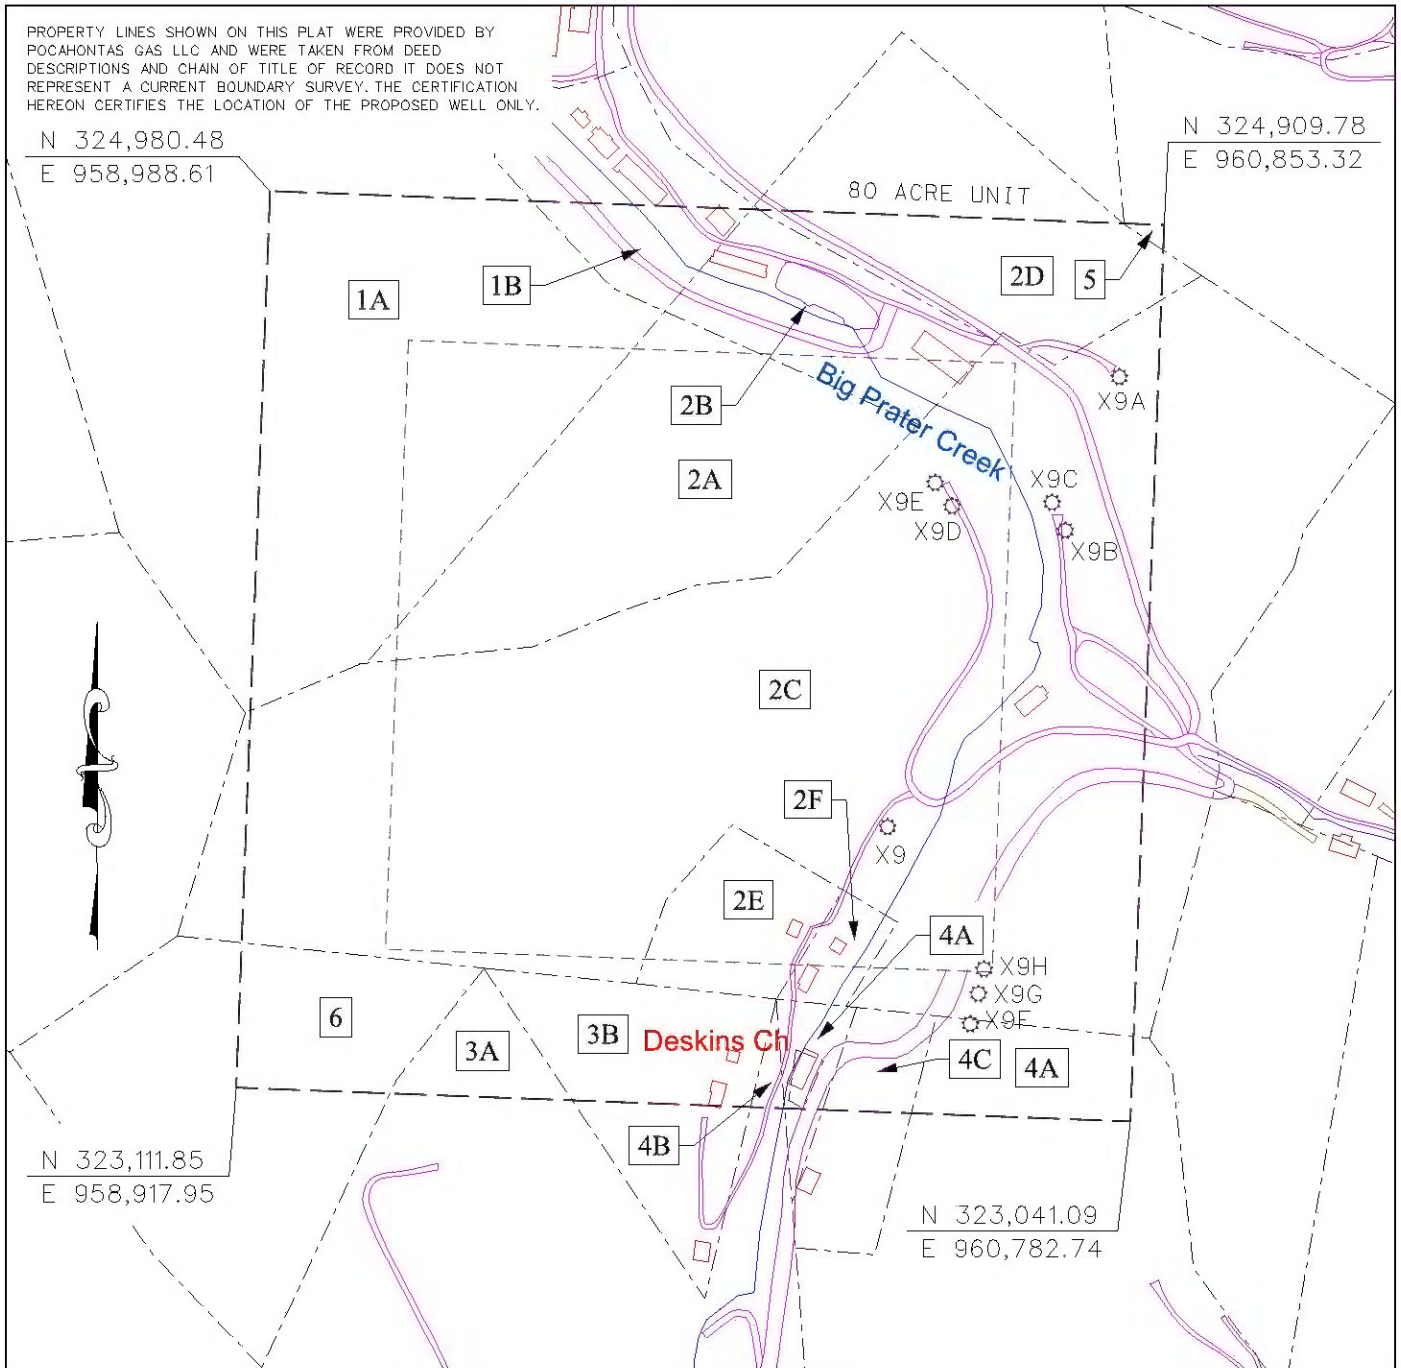 PROPERTY LINES SHOWN ON THIS PLAT WERE PROVIDED BY
POCAHONTAS GAS LLC AND WERE TAKEN FROM DEED
DESCRIPTIONS AND CHAIN OF TITLE OF RECORD IT DOES NOT
REPRESENT A CURRENT BOUNDARY SURVEY. THE CERTIFICATION
HEREON CERTIFIES THE LOCATION OF THE PROPOSED WELL ONLY.
N 324,980.48
E 958,988.61
N 324,909.78
E 960,853.32
80 ACRE UNIT
1A
1B
2D
5
2B
Big Prater Creek
X9A
2A
X9E
X9D
X9C
X9B
2C
2F
X9
2E
4A
X9H
X9G
X9F
6
3A
3B
Deskins Ch
4C
4A
4B
N 323,111.85
E 958,917.95
N 323,041.09
E 960,782.74